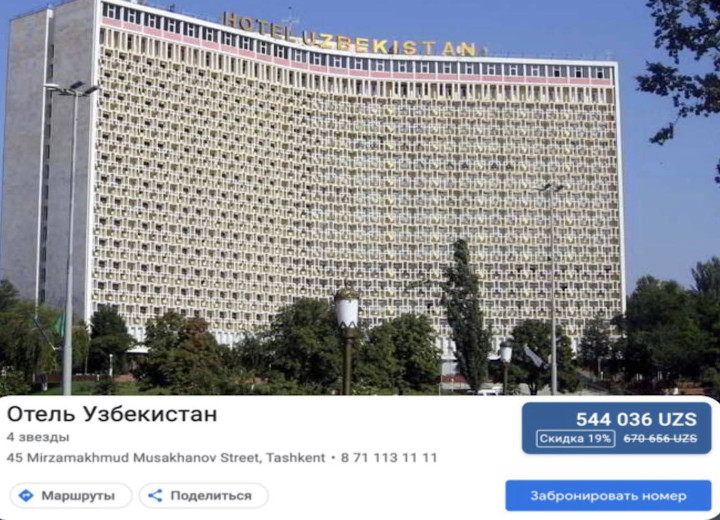 HOTEL UZBEKISTAN
Отель Узбекистан
4 звезды
45 Mirzamakhmud Musakhanov Street, Tashkent • 8 71 113 11 11
544 036 UZS
Скидка 19% 670 656 UZS
Маршруты Поделиться Забронировать номер